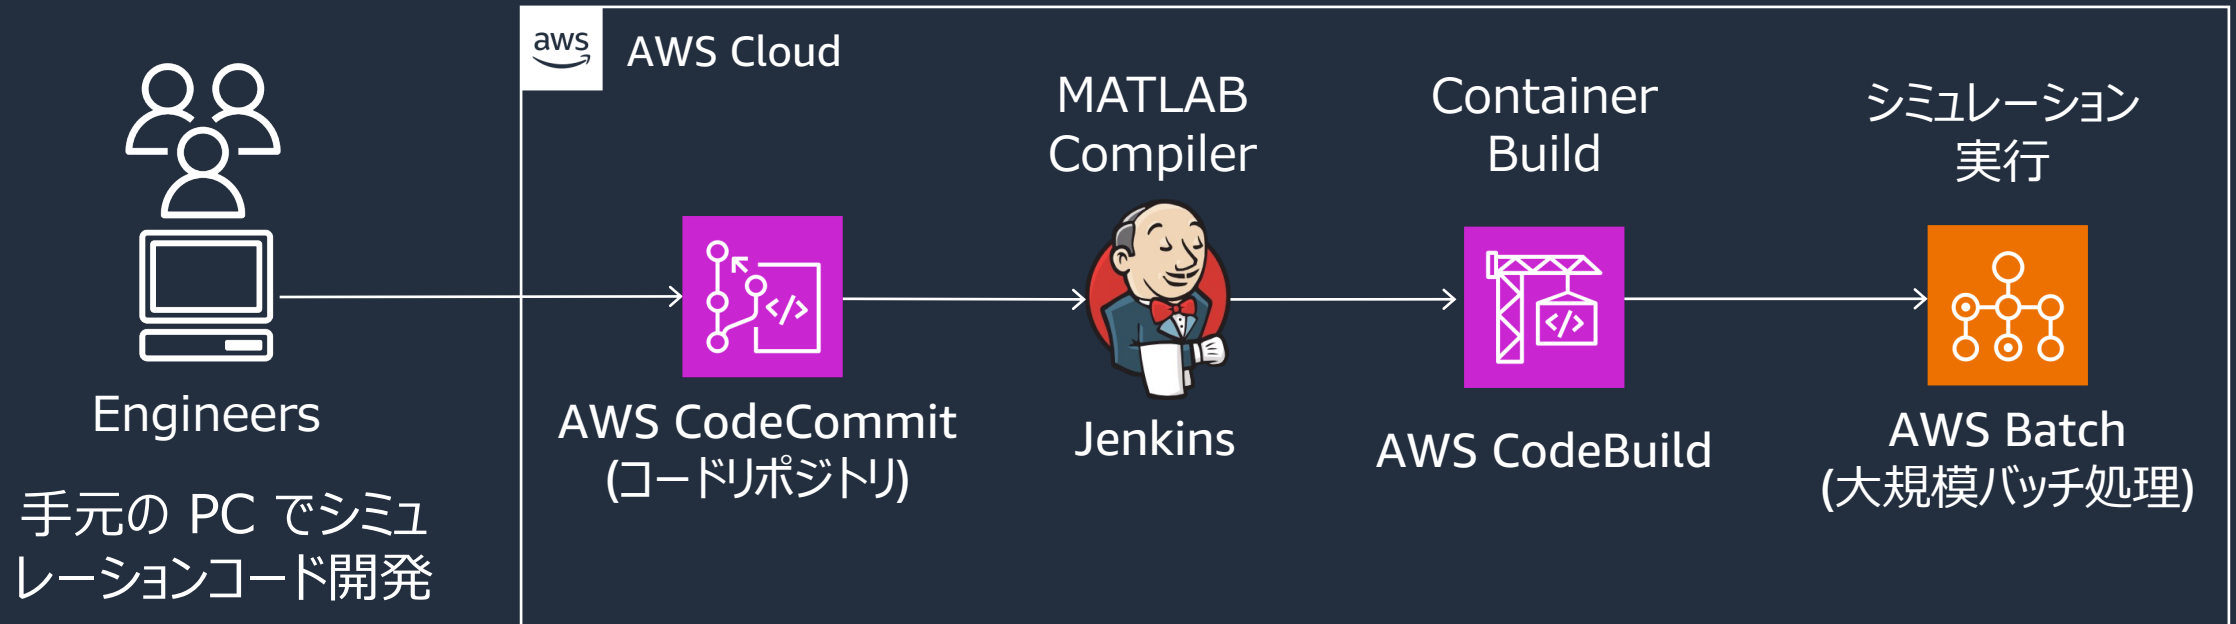 aws
AWS Cloud
MATLAB
Compiler
Container
Build
シミュレーション
実行
Engineers
手元の PC でシミュ
レーションコード開発
AWS CodeCommit
(コードリポジトリ)
Jenkins
AWS CodeBuild
AWS Batch
(大規模バッチ処理)